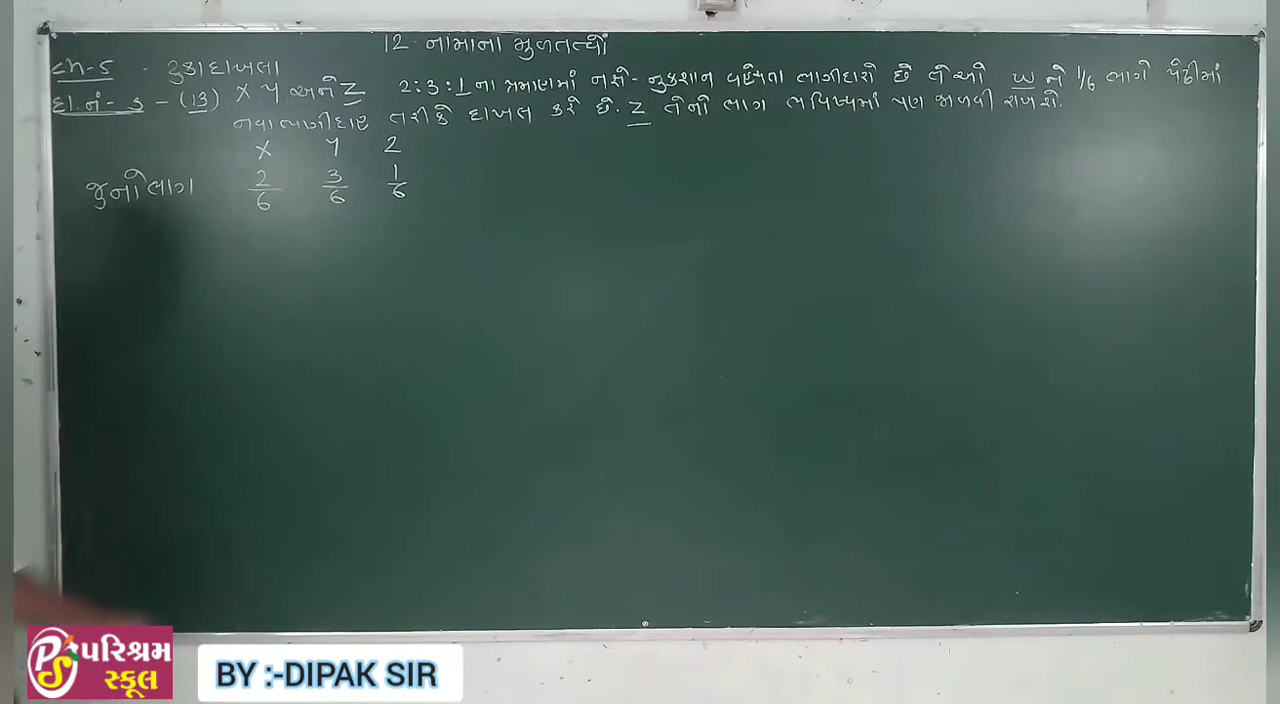 12. નામાના મુળતત્વો
ch-5 - ટુકા દાખલા
દા.નં-3 - (13) X Y અને Z 2:3:1 ના પ્રમાણમાં નફો-નુકશાન વહેંચતા ભાગીદારો છે તેઓ W ને 1/6 ભાગે પેઢીમાં
નવા ભાગીદાર તરીકે દાખલ કરે છે. Z તેનો ભાગ ભવિષ્યમાં પણ જાળવી રાખશે.
X Y Z
જુનો ભાગ 2/6 3/6 1/6
પરિશ્રમ
સ્કૂલ
BY :-DIPAK SIR